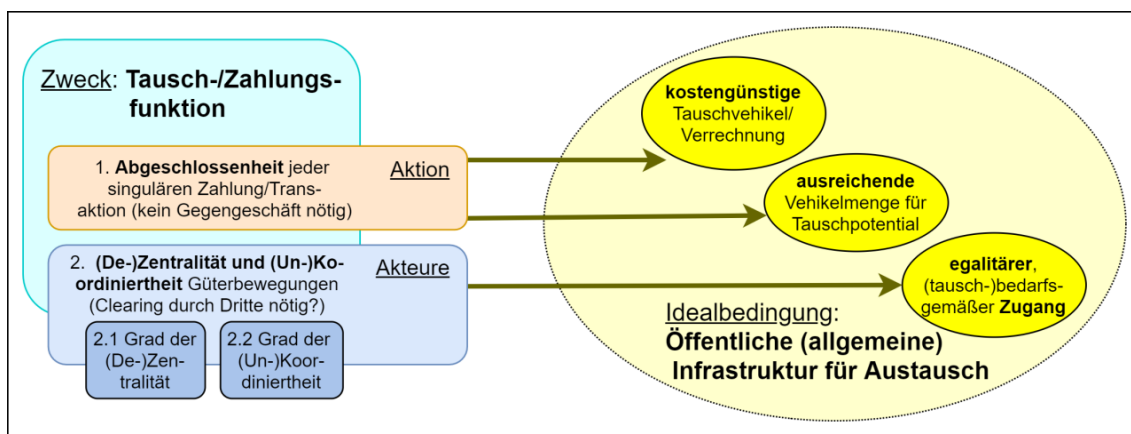 Zweck: Tausch-/Zahlungs-
funktion
1. Abgeschlossenheit jeder
singulären Zahlung/Trans-
aktion (kein Gegengeschäft nötig)
Aktion
2. (De-)Zentralität und (Un-)Ko-
ordiniertheit Güterbewegungen
(Clearing durch Dritte nötig?)
Akteure
2.1 Grad der
(De-)Zen-
tralität
2.2 Grad der
(Un-)Koor-
diniertheit
kostengünstige
Tauschvehikel/
Verrechnung
ausreichende
Vehikelmenge für
Tauschpotential
egalitärer,
(tausch-)bedarfs-
gemäßer Zugang
Idealbedingung:
Öffentliche (allgemeine)
Infrastruktur für Austausch